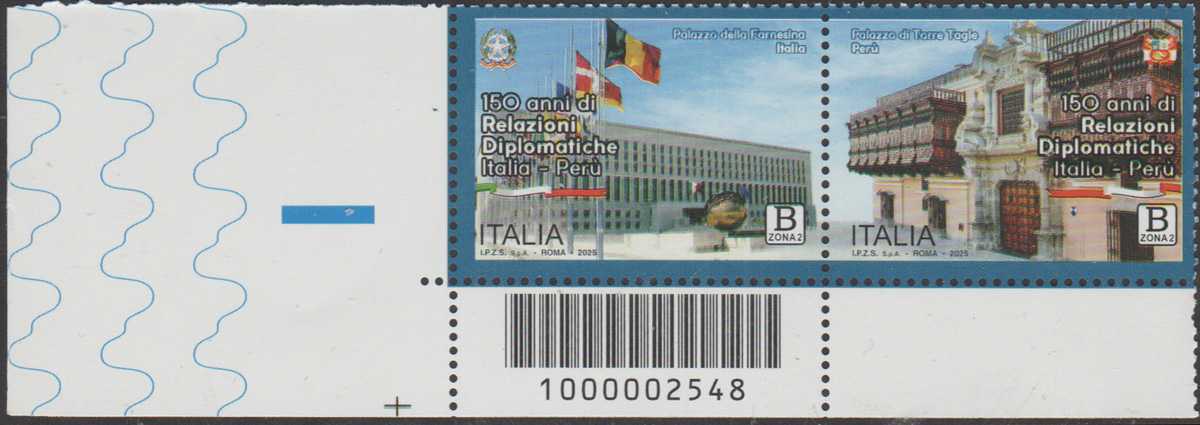 Palazzo della Farnesina
Italia
150 anni di
Relazioni
Diplomatiche
Italia - Perù
B
ZONA 2
ITALIA
I.P.Z.S. S.p.A. - ROMA - 2025
Palazzo di Torre Tagle
Perù
150 anni di
Relazioni
Diplomatiche
Italia - Perù
B
ZONA 2
ITALIA
I.P.Z.S. S.p.A. - ROMA - 2025
1000002548